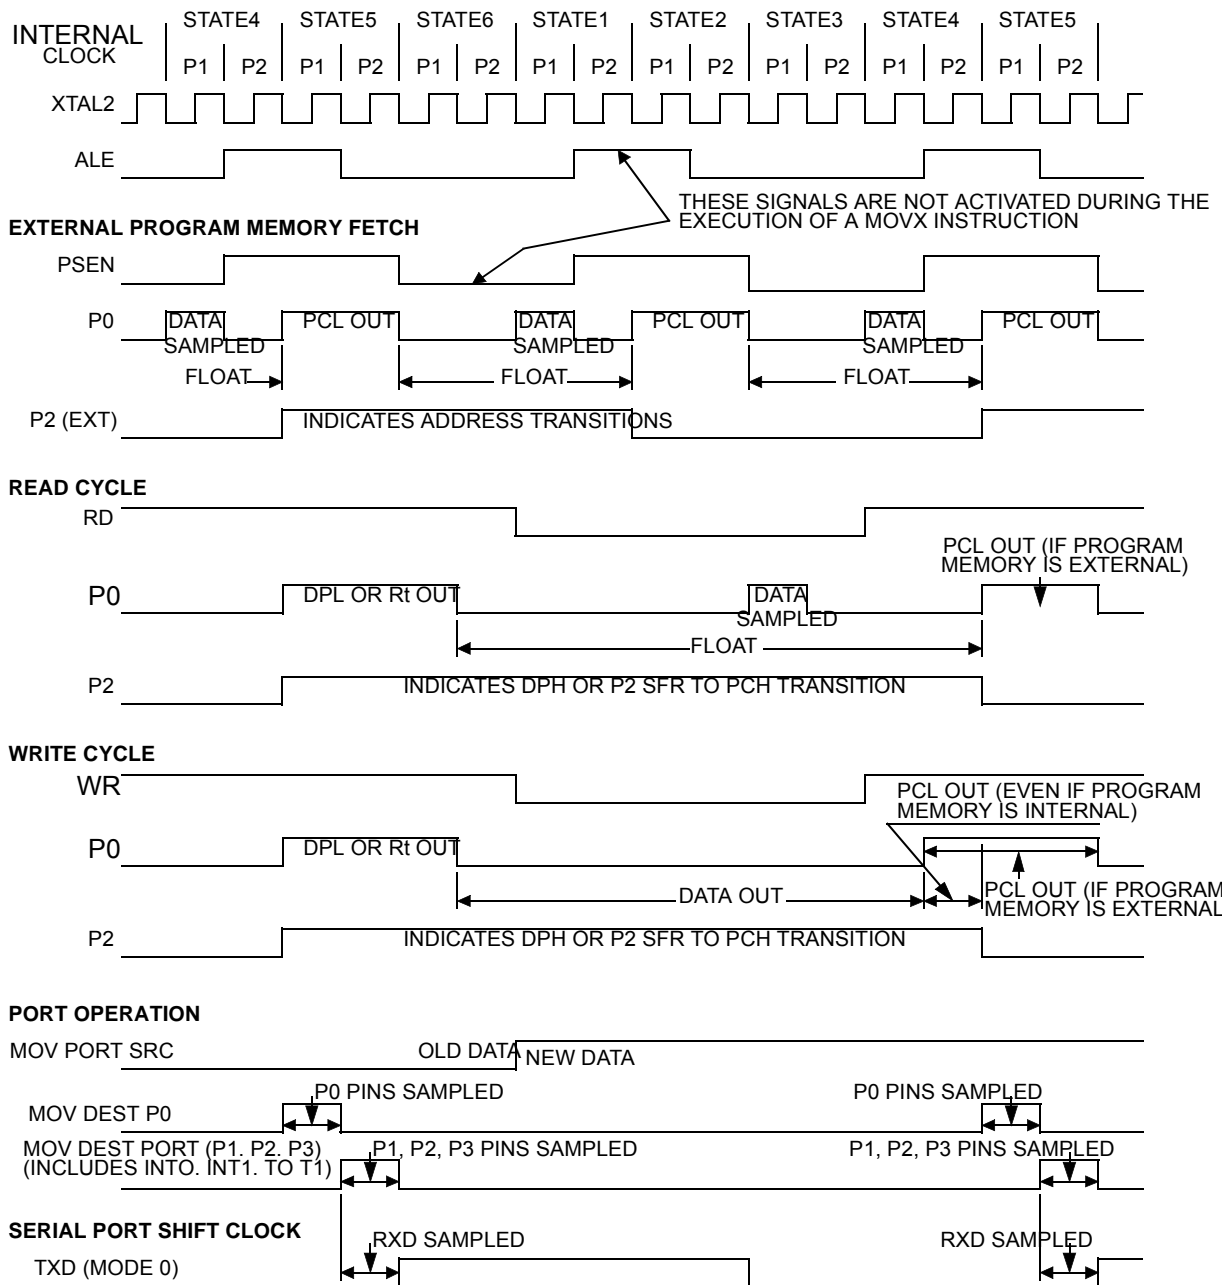 INTERNAL
CLOCK
STATE4 STATE5 STATE6 STATE1 STATE2 STATE3 STATE4 STATE5
P1 P2 P1 P2 P1 P2 P1 P2 P1 P2 P1 P2 P1 P2 P1 P2
XTAL2
ALE
THESE SIGNALS ARE NOT ACTIVATED DURING THE
EXECUTION OF A MOVX INSTRUCTION
EXTERNAL PROGRAM MEMORY FETCH
PSEN
P0 DATA PCL OUT DATA PCL OUT DATA PCL OUT
SAMPLED SAMPLED SAMPLED
FLOAT FLOAT FLOAT
P2 (EXT) INDICATES ADDRESS TRANSITIONS
READ CYCLE
RD
PCL OUT (IF PROGRAM
MEMORY IS EXTERNAL)
P0 DPL OR Rt OUT DATA
SAMPLED
FLOAT
P2 INDICATES DPH OR P2 SFR TO PCH TRANSITION
WRITE CYCLE
WR
PCL OUT (EVEN IF PROGRAM
MEMORY IS INTERNAL)
P0 DPL OR Rt OUT
DATA OUT
PCL OUT (IF PROGRAM
MEMORY IS EXTERNAL
P2 INDICATES DPH OR P2 SFR TO PCH TRANSITION
PORT OPERATION
MOV PORT SRC OLD DATA NEW DATA
P0 PINS SAMPLED P0 PINS SAMPLED
MOV DEST P0
MOV DEST PORT (P1. P2. P3) P1, P2, P3 PINS SAMPLED P1, P2, P3 PINS SAMPLED
(INCLUDES INTO. INT1. TO T1)
SERIAL PORT SHIFT CLOCK
RXD SAMPLED RXD SAMPLED
TXD (MODE 0)